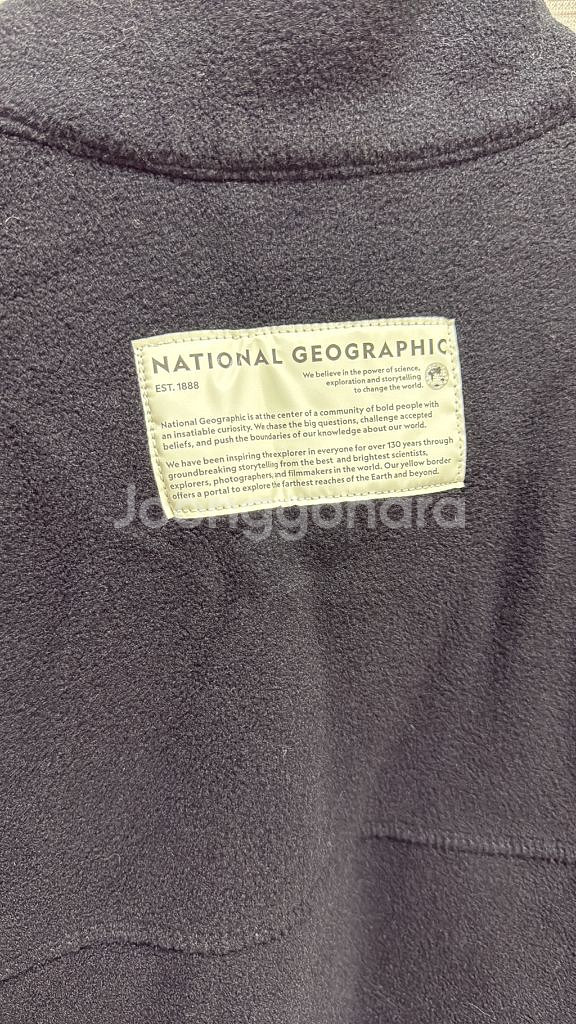 NATIONAL GEOGRAPHIC
EST. 1888
We believe in the power of science,
exploration and storytelling
to change the world.
National Geographic is at the center of a community of bold people with
an insatiable curiosity. We chase the big questions, challenge accepted
beliefs, and push the boundaries of our knowledge about our world.
We have been inspiring the explorer in everyone for over 130 years through
groundbreaking storytelling from the best and brightest scientists,
explorers, photographers, and filmmakers in the world. Our yellow border
offers a portal to explore the farthest reaches of the Earth and beyond.
Joonggonara